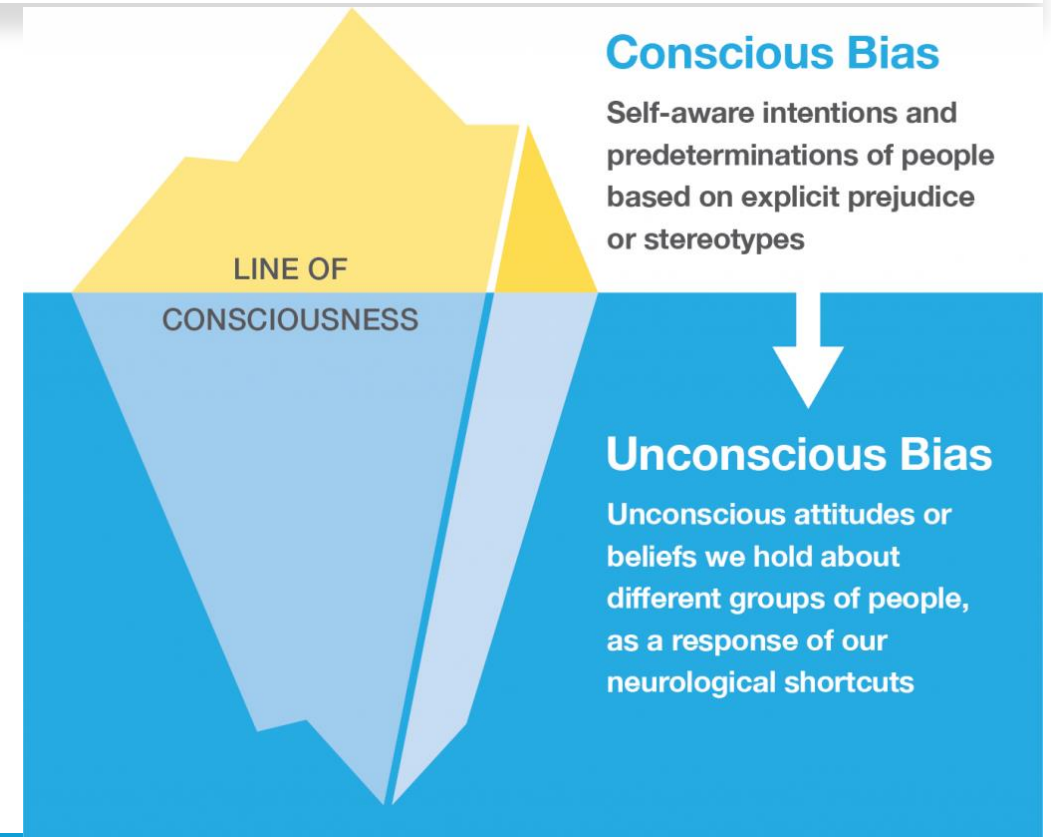 Conscious Bias
Self-aware intentions and
predeterminations of people
based on explicit prejudice
or stereotypes
LINE OF
CONSCIOUSNESS
Unconscious Bias
Unconscious attitudes or
beliefs we hold about
different groups of people,
as a response of our
neurological shortcuts